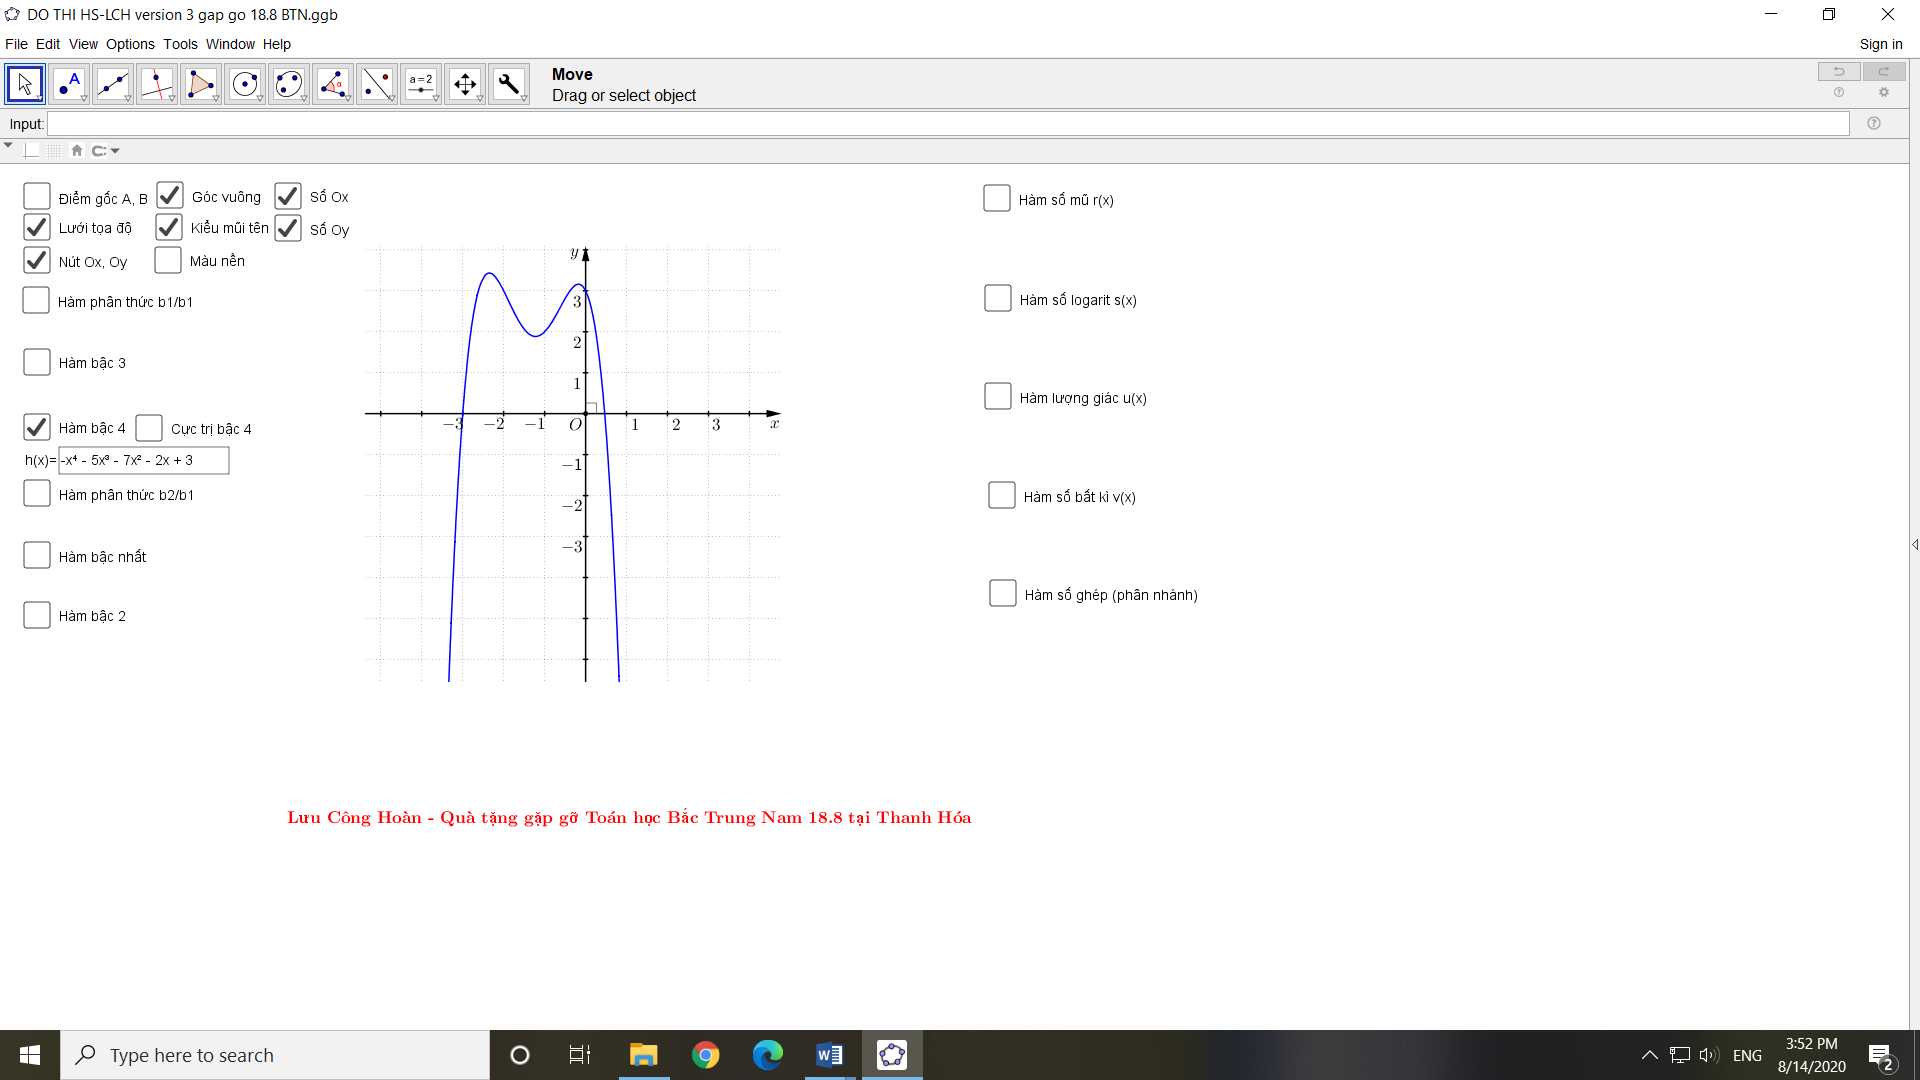 DO THI HS-LCH version 3 gap go 18.8 BTN.ggb
File Edit View Options Tools Window Help
Sign in
A
α
a=2
Move
Drag or select object
Input:
Điểm gốc A, B
Góc vuông
Số Ox
Lưới tọa độ
Kiểu mũi tên
Số Oy
Nút Ox, Oy
Màu nền
Hàm phân thức b1/b1
Hàm bậc 3
Hàm bậc 4
Cực trị bậc 4
h(x)= -x⁴ - 5x³ - 7x² - 2x + 3
Hàm phân thức b2/b1
Hàm bậc nhất
Hàm bậc 2
y
3
2
1
−3 −2 −1 O 1 2 3 x
−1
−2
−3
Hàm số mũ r(x)
Hàm số logarit s(x)
Hàm lượng giác u(x)
Hàm số bất kì v(x)
Hàm số ghép (phân nhánh)
Lưu Công Hoàn - Quà tặng gặp gỡ Toán học Bắc Trung Nam 18.8 tại Thanh Hóa
Type here to search
ENG
3:52 PM
8/14/2020
2